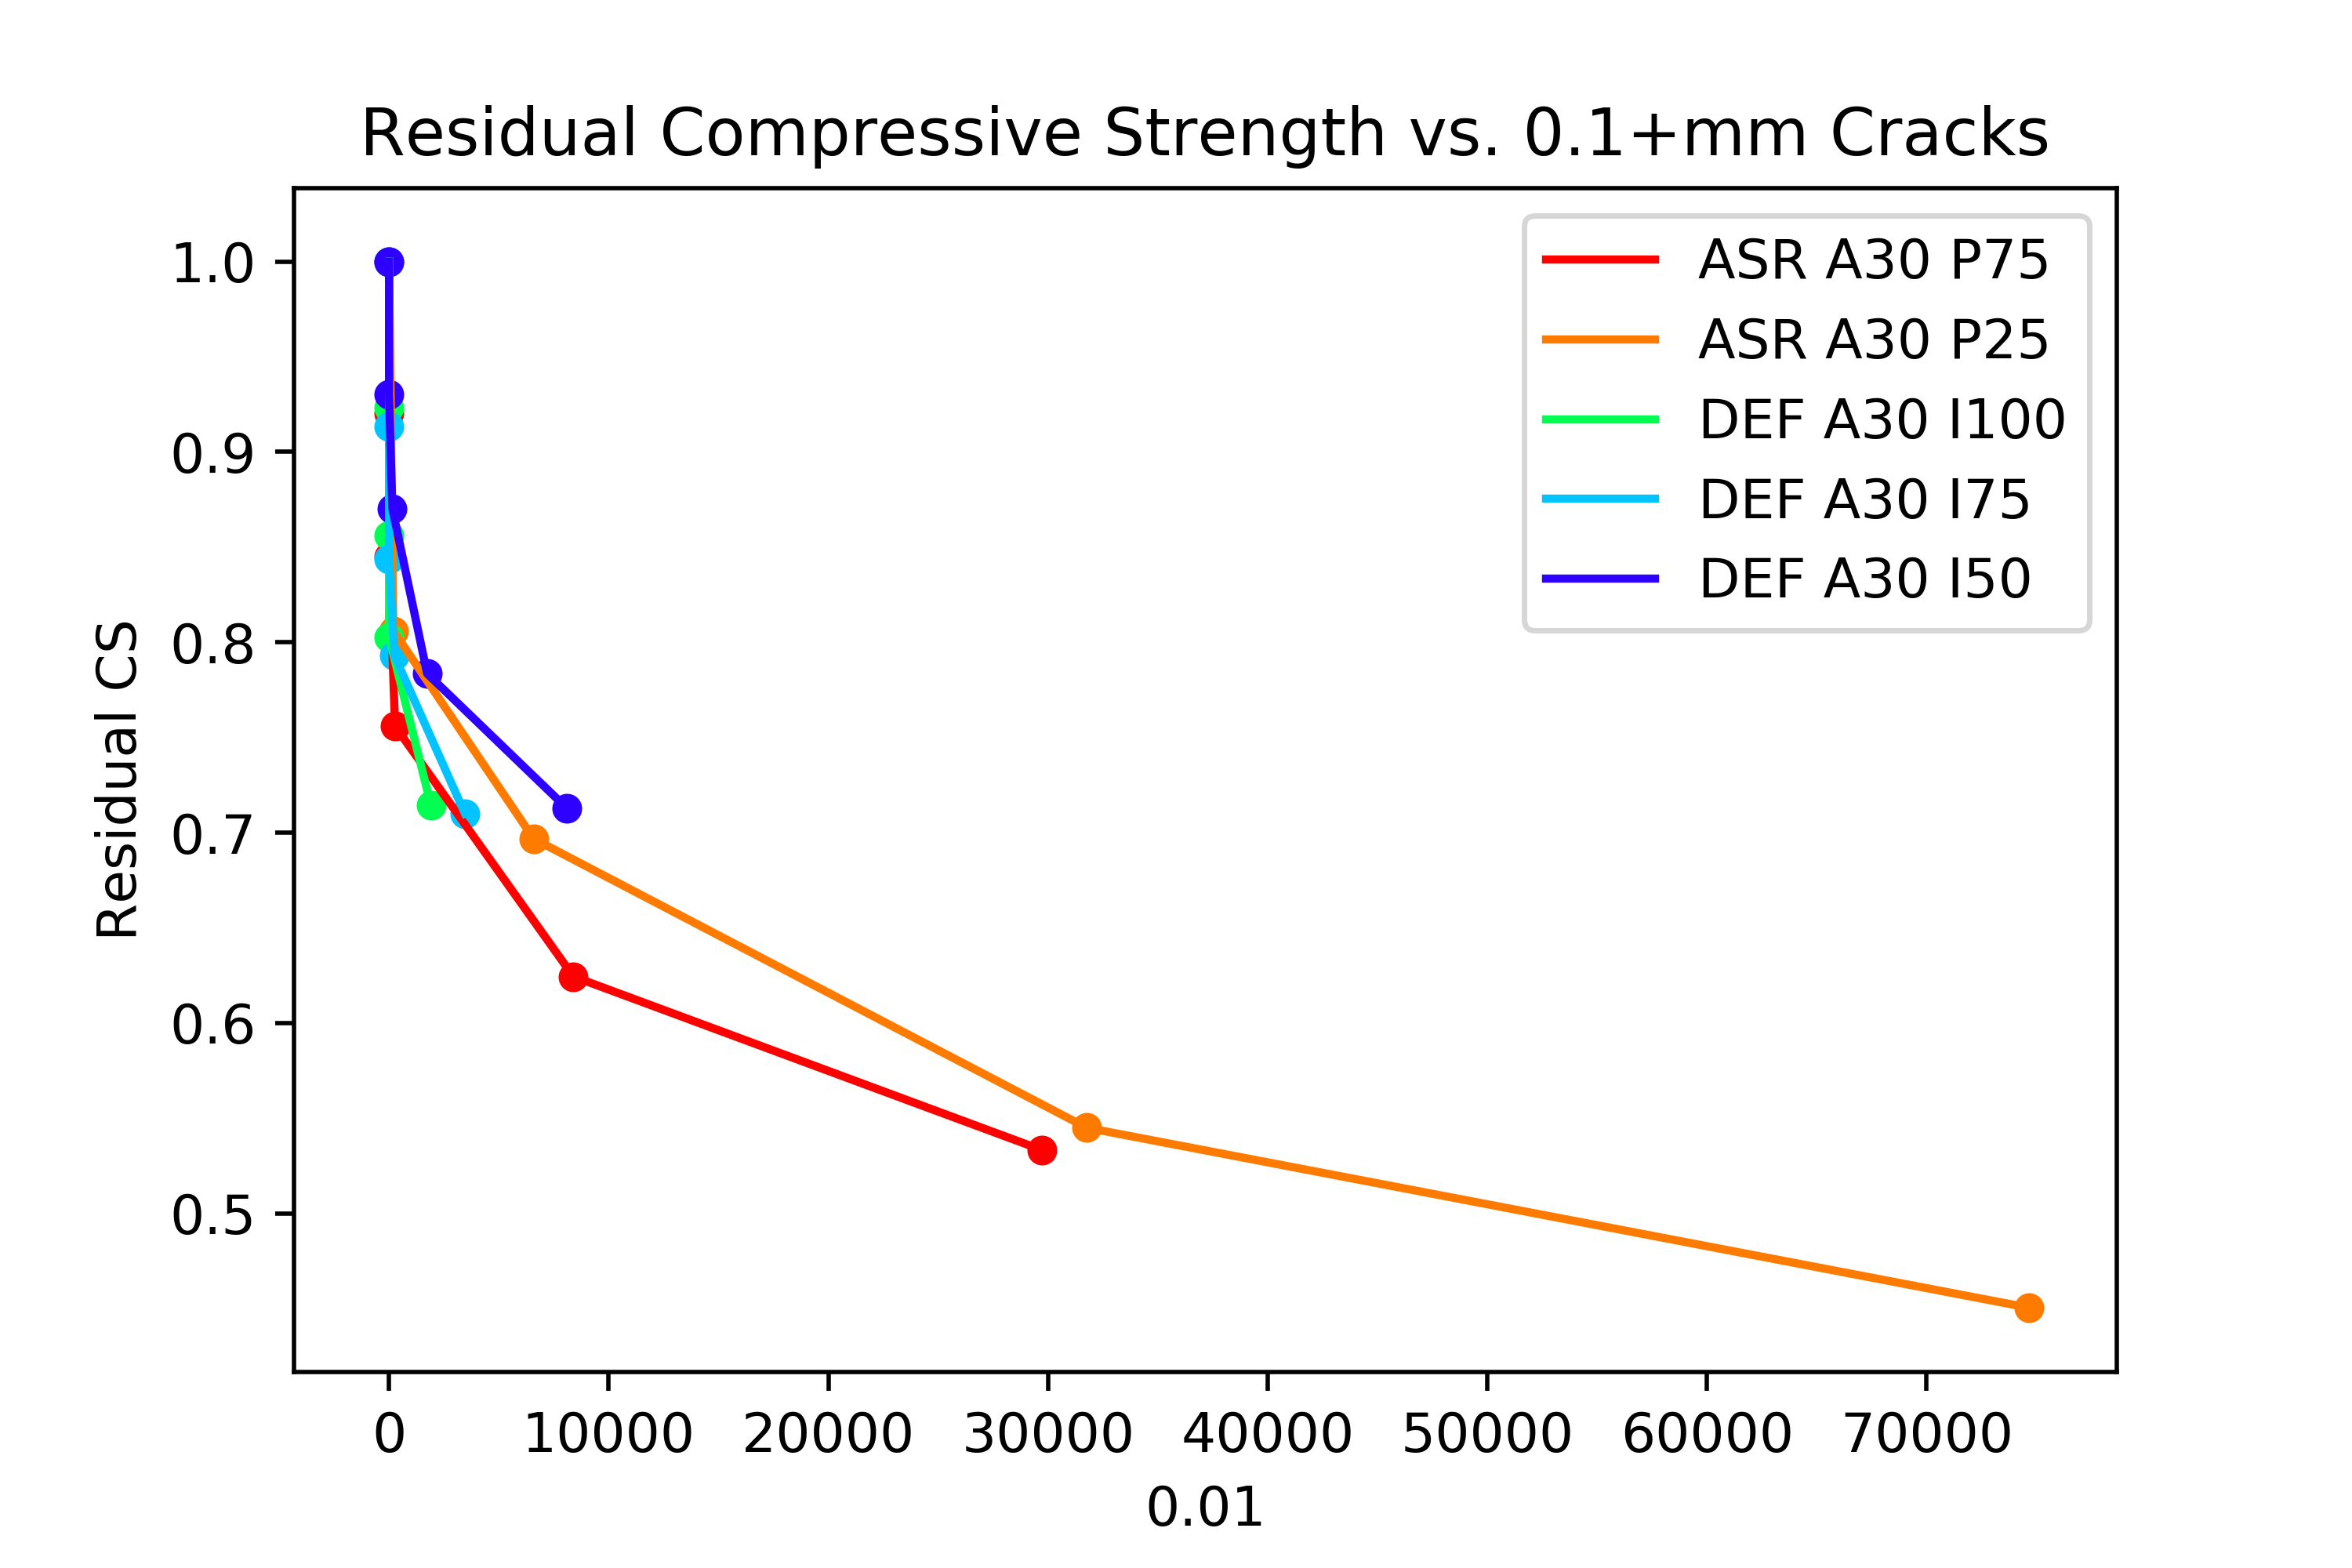 Residual Compressive Strength vs. 0.1+mm Cracks
ASR A30 P75
ASR A30 P25
DEF A30 I100
DEF A30 I75
DEF A30 I50
1.0
0.9
0.8
0.7
0.6
0.5
Residual CS
0 10000 20000 30000 40000 50000 60000 70000
0.01